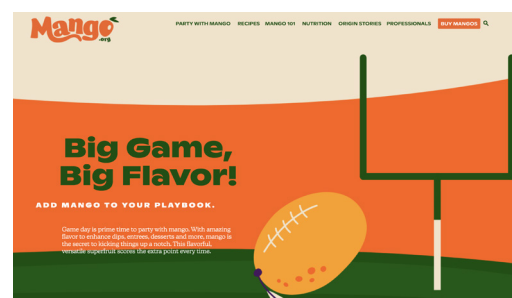 Mango
.org
PARTY WITH MANGO RECIPES MANGO 101 NUTRITION ORIGIN STORIES PROFESSIONALS BUY MANGOS
Big Game,
Big Flavor!
ADD MANGO TO YOUR PLAYBOOK.
Game day is prime time to party with mango. With amazing
flavor to enhance dips, entrees, desserts and more, mango is
the secret to kicking things up a notch. This flavorful,
versatile superfruit scores the extra point every time.